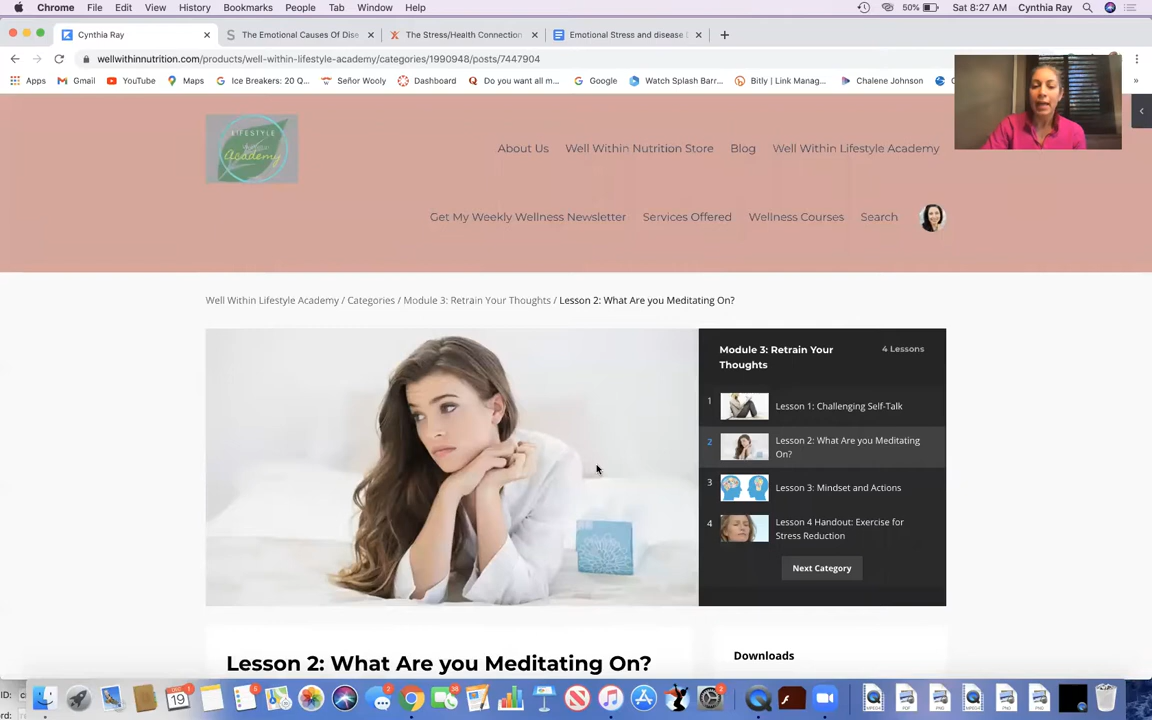 Chrome File Edit View History Bookmarks People Tab Window Help 50% Sat 8:27 AM Cynthia Ray
Cynthia Ray The Emotional Causes Of Dise The Stress/Health Connection Emotional Stress and disease
wellwithinnutrition.com/products/well-within-lifestyle-academy/categories/1990948/posts/7447904
Apps Gmail YouTube Maps Ice Breakers: 20 Q... Señor Wooly Dashboard Do you want all m... Google Watch Splash Barr... Bitly | Link Manag... Chalene Johnson
LIFESTYLE
Academy
About Us Well Within Nutrition Store Blog Well Within Lifestyle Academy
Get My Weekly Wellness Newsletter Services Offered Wellness Courses Search
Well Within Lifestyle Academy / Categories / Module 3: Retrain Your Thoughts / Lesson 2: What Are you Meditating On?
Module 3: Retrain Your
Thoughts
4 Lessons
1 Lesson 1: Challenging Self-Talk
2 Lesson 2: What Are you Meditating
On?
3 Lesson 3: Mindset and Actions
4 Lesson 4 Handout: Exercise for
Stress Reduction
Next Category
Lesson 2: What Are you Meditating On?
Downloads